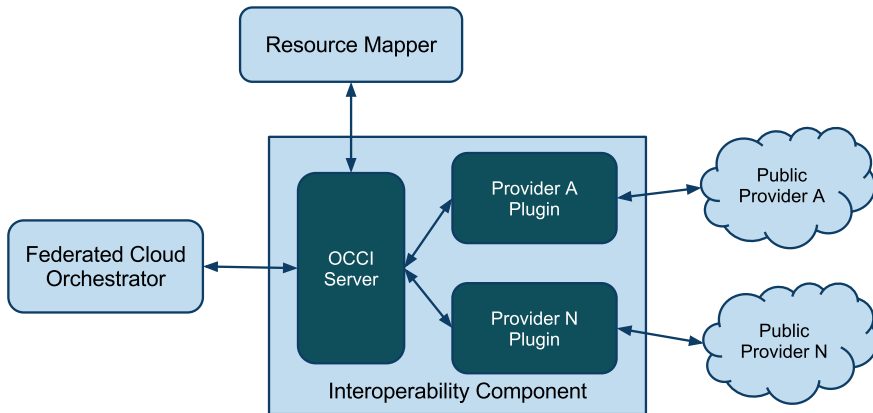 Resource Mapper
Federated Cloud
Orchestrator
OCCI
Server
Provider A
Plugin
Provider N
Plugin
Interoperability Component
Public
Provider A
Public
Provider N